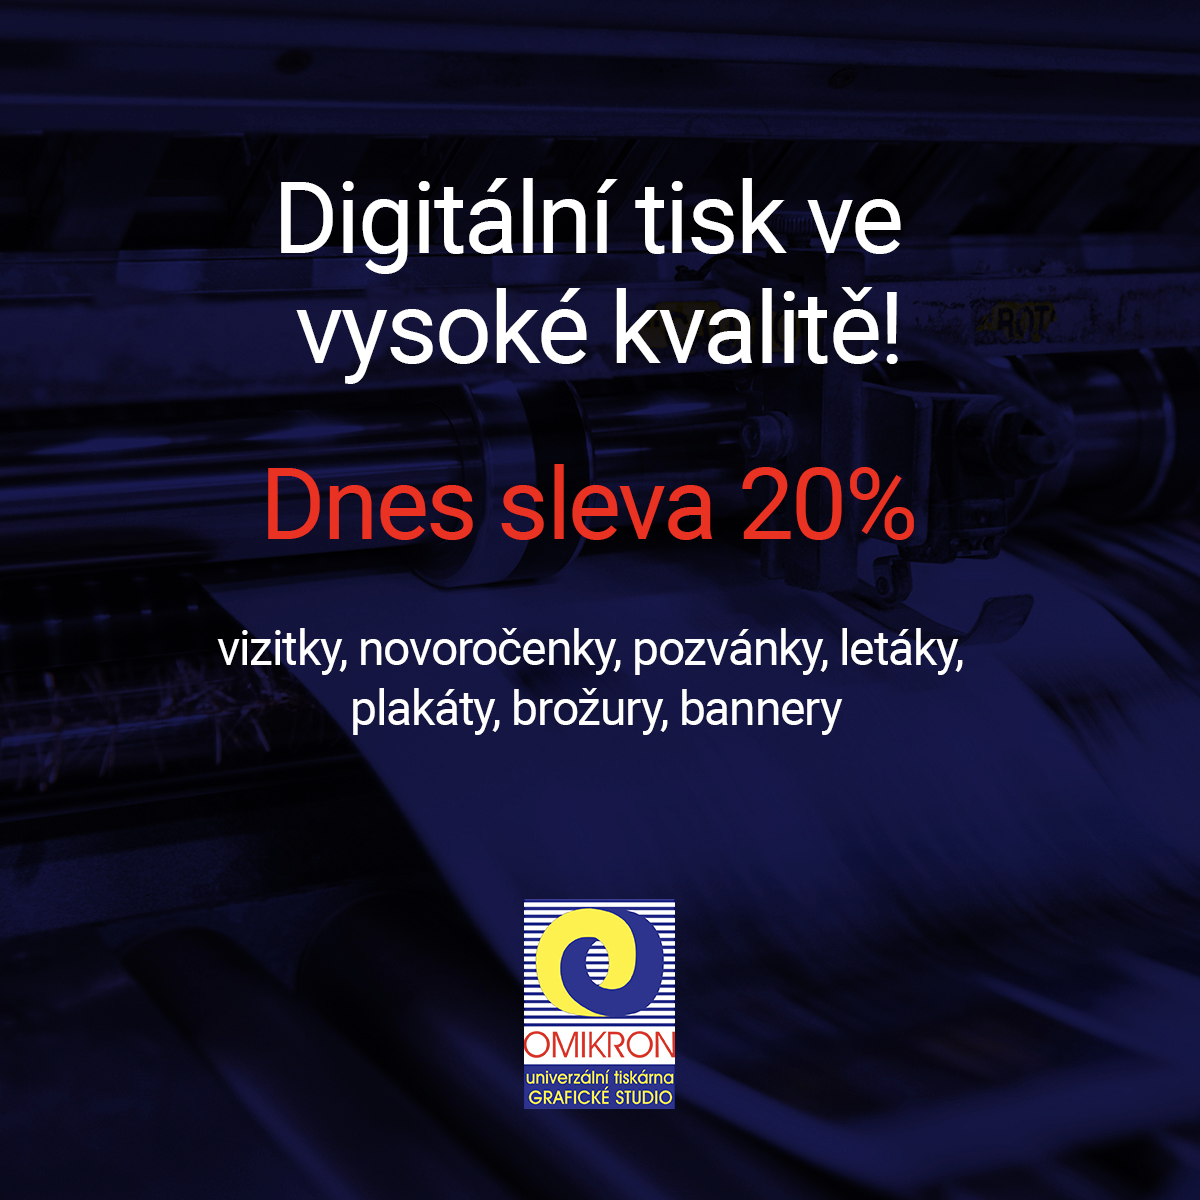 Digitální tisk ve
vysoké kvalitě!
Dnes sleva 20%
vizitky, novoročenky, pozvánky, letáky,
plakáty, brožury, bannery
OMIKRON
univerzální tiskárna
GRAFICKÉ STUDIO